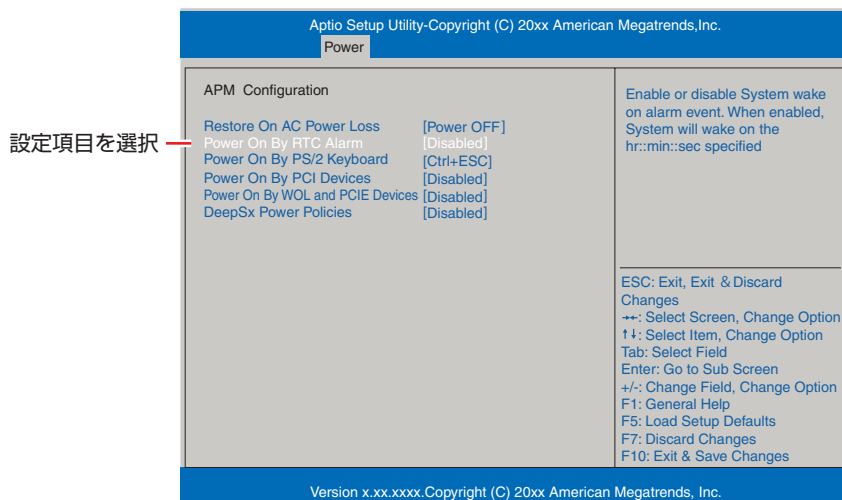 Aptio Setup Utility-Copyright (C) 20xx American Megatrends,Inc.
Power
APM Configuration
Restore On AC Power Loss [Power OFF]
設定項目を選択
Power On By RTC Alarm [Disabled]
Power On By PS/2 Keyboard [Ctrl+ESC]
Power On By PCI Devices [Disabled]
Power On By WOL and PCIE Devices [Disabled]
DeepSx Power Policies [Disabled]
Enable or disable System wake
on alarm event. When enabled,
System will wake on the
hr::min::sec specified
ESC: Exit, Exit & Discard
Changes
→←: Select Screen, Change Option
↑↓: Select Item, Change Option
Tab: Select Field
Enter: Go to Sub Screen
+/-: Change Field, Change Option
F1: General Help
F5: Load Setup Defaults
F7: Discard Changes
F10: Exit & Save Changes
Version x.xx.xxxx.Copyright (C) 20xx American Megatrends, Inc.